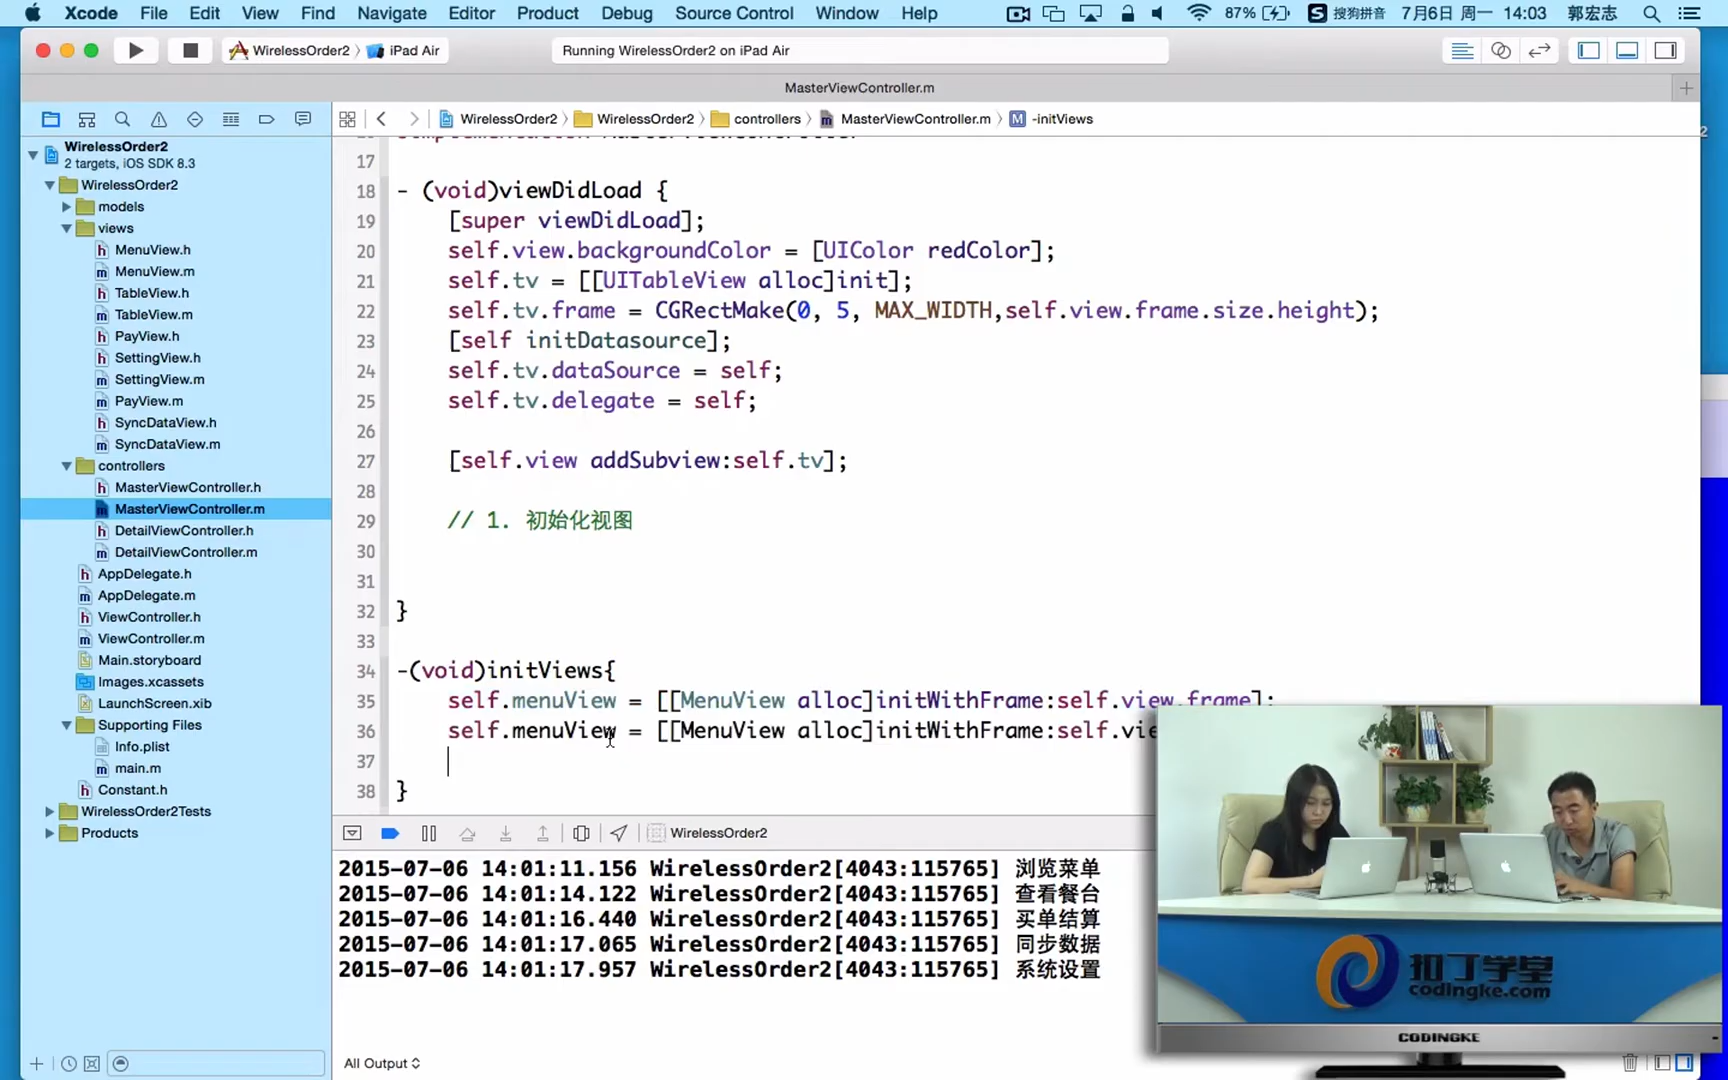 Xcode File Edit View Find Navigate Editor Product Debug Source Control Window Help 87% 搜狗拼音 7月6日 周一 14:03 郭宏志
WirelessOrder2 〉 iPad Air
Running WirelessOrder2 on iPad Air
MasterViewController.m
WirelessOrder2 〉 WirelessOrder2 〉 controllers 〉 MasterViewController.m 〉 M -initViews
WirelessOrder2
2 targets, iOS SDK 8.3
WirelessOrder2
models
views
h MenuView.h
m MenuView.m
h TableView.h
m TableView.m
h PayView.h
h SettingView.h
m SettingView.m
m PayView.m
h SyncDataView.h
m SyncDataView.m
controllers
h MasterViewController.h
m MasterViewController.m
h DetailViewController.h
m DetailViewController.m
h AppDelegate.h
m AppDelegate.m
h ViewController.h
m ViewController.m
Main.storyboard
Images.xcassets
LaunchScreen.xib
Supporting Files
Info.plist
m main.m
h Constant.h
WirelessOrder2Tests
Products
17
18 - (void)viewDidLoad {
19 [super viewDidLoad];
20 self.view.backgroundColor = [UIColor redColor];
21 self.tv = [[UITableView alloc]init];
22 self.tv.frame = CGRectMake(0, 5, MAX_WIDTH,self.view.frame.size.height);
23 [self initDatasource];
24 self.tv.dataSource = self;
25 self.tv.delegate = self;
26
27 [self.view addSubview:self.tv];
28
29 // 1. 初始化视图
30
31
32 }
33
34 -(void)initViews{
35 self.menuView = [[MenuView alloc]initWithFrame:self.view.frame];
36 self.menuView = [[MenuView alloc]initWithFrame:self.vie
37
38 }
WirelessOrder2
2015-07-06 14:01:11.156 WirelessOrder2[4043:115765] 浏览菜单
2015-07-06 14:01:14.122 WirelessOrder2[4043:115765] 查看餐台
2015-07-06 14:01:16.440 WirelessOrder2[4043:115765] 买单结算
2015-07-06 14:01:17.065 WirelessOrder2[4043:115765] 同步数据
2015-07-06 14:01:17.957 WirelessOrder2[4043:115765] 系统设置
All Output
扣丁学堂
codingke.com
CODINGKE